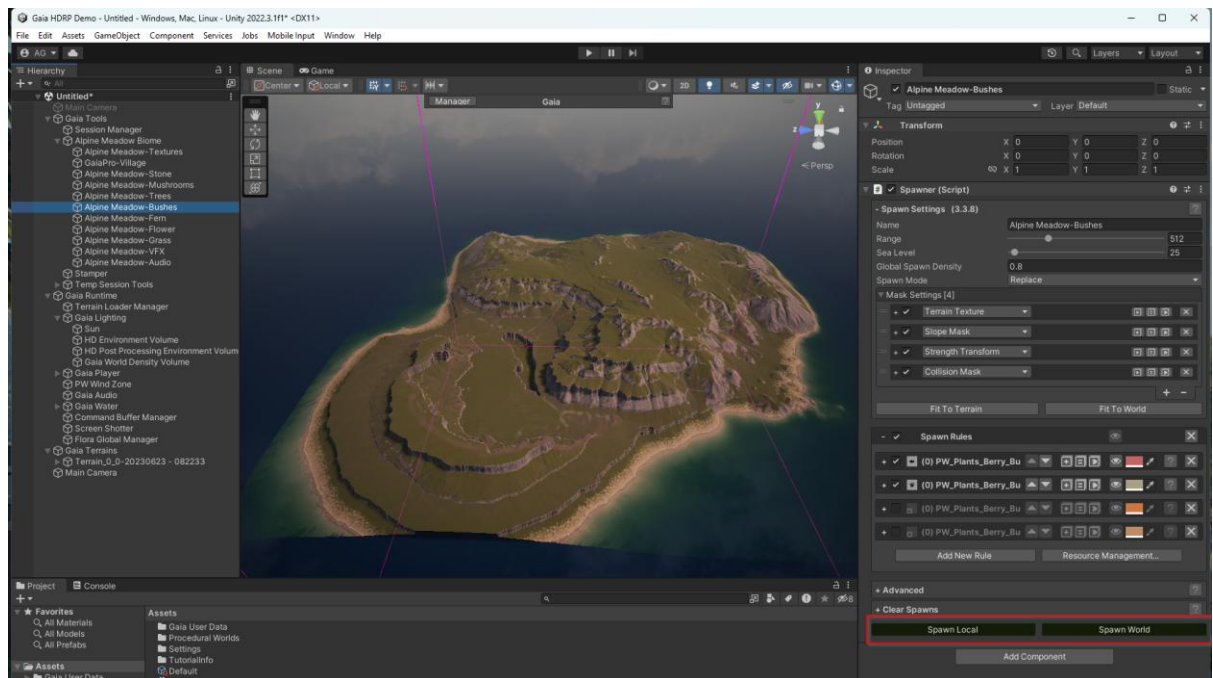 Gaia HDRP Demo - Untitled - Windows, Mac, Linux - Unity 2022.3.1f1* <DX11>
File Edit Assets GameObject Component Services Jobs Mobile Input Window Help
AG
Layers Layout
Hierarchy
All
Untitled*
Main Camera
Gaia Tools
Session Manager
Alpine Meadow Biome
Alpine Meadow-Textures
GaiaPro-Village
Alpine Meadow-Stone
Alpine Meadow-Mushrooms
Alpine Meadow-Trees
Alpine Meadow-Bushes
Alpine Meadow-Fern
Alpine Meadow-Flower
Alpine Meadow-Grass
Alpine Meadow-VFX
Alpine Meadow-Audio
Stamper
Temp Session Tools
Gaia Runtime
Terrain Loader Manager
Gaia Lighting
Sun
HD Environment Volume
HD Post Processing Environment Volum
Gaia World Density Volume
Gaia Player
PW Wind Zone
Gaia Audio
Gaia Water
Command Buffer Manager
Screen Shotter
Flora Global Manager
Gaia Terrains
Terrain_0_0-20230623 - 082233
Main Camera
Scene Game
Center Local 2D
Manager Gaia
y
z
Persp
Inspector
Alpine Meadow-Bushes Static
Tag Untagged Layer Default
Transform
Position X 0 Y 0 Z 0
Rotation X 0 Y 0 Z 0
Scale X 1 Y 1 Z 1
Spawner (Script)
- Spawn Settings (3.3.8)
Name Alpine Meadow-Bushes
Range 512
Sea Level 25
Global Spawn Density 0.8
Spawn Mode Replace
Mask Settings [4]
Terrain Texture
Slope Mask
Strength Transform
Collision Mask
+ -
Fit To Terrain Fit To World
- Spawn Rules
+ (0) PW_Plants_Berry_Bu
+ (0) PW_Plants_Berry_Bu
+ (0) PW_Plants_Berry_Bu
+ (0) PW_Plants_Berry_Bu
Add New Rule Resource Management...
+ Advanced
+ Clear Spawns
Spawn Local Spawn World
Add Component
Project Console
8
Favorites
All Materials
All Models
All Prefabs
Assets
Gaia User Data
Assets
Gaia User Data
Procedural Worlds
Settings
TutorialInfo
Default